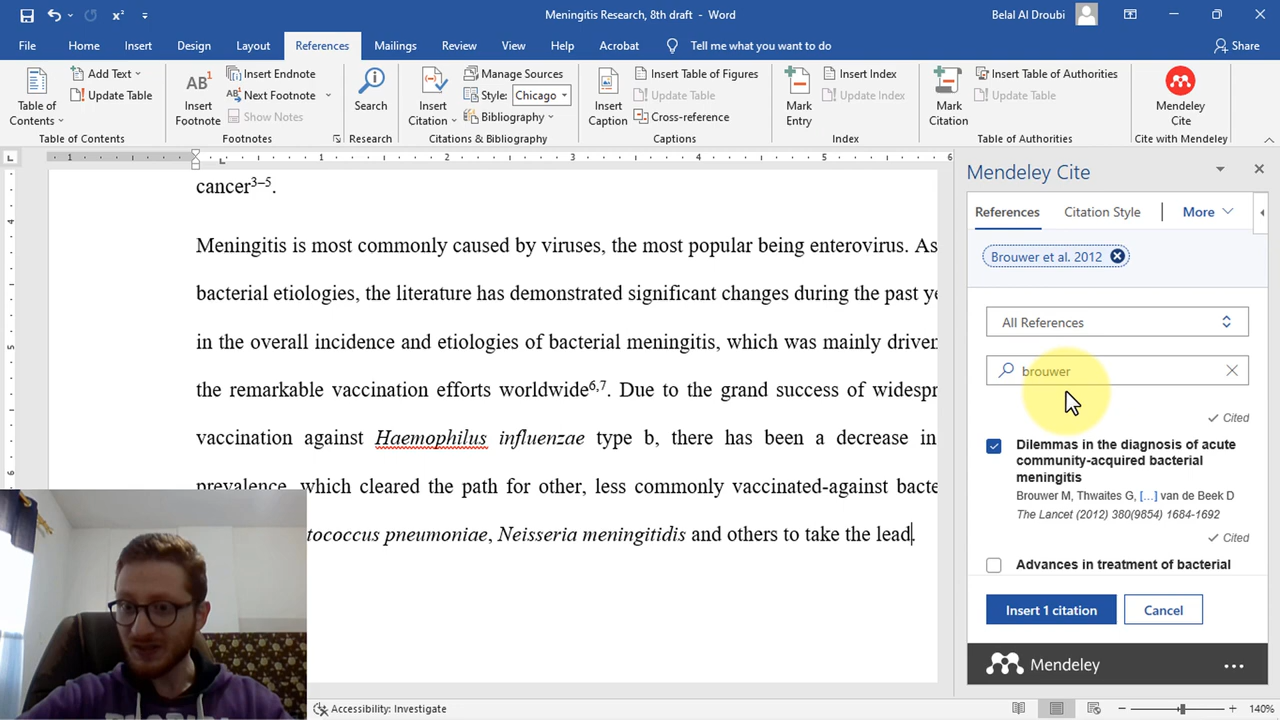 Meningitis Research, 8th draft - Word
Belal Al Droubi
File Home Insert Design Layout References Mailings Review View Help Acrobat Tell me what you want to do Share
Table of Contents
Add Text
Update Table
Table of Contents
AB¹ Insert Footnote
Insert Endnote
Next Footnote
Show Notes
Footnotes
Search
Research
Insert Citation
Manage Sources
Style: Chicago
Bibliography
Citations & Bibliography
Insert Caption
Insert Table of Figures
Update Table
Cross-reference
Captions
Mark Entry
Insert Index
Update Index
Index
Mark Citation
Insert Table of Authorities
Update Table
Table of Authorities
Mendeley Cite
Cite with Mendeley
1 1 2 3 4 5 6
cancer³⁻⁵.
Meningitis is most commonly caused by viruses, the most popular being enterovirus. As
bacterial etiologies, the literature has demonstrated significant changes during the past ye
in the overall incidence and etiologies of bacterial meningitis, which was mainly driven
the remarkable vaccination efforts worldwide⁶,⁷. Due to the grand success of widespr
vaccination against Haemophilus influenzae type b, there has been a decrease in
prevalence, which cleared the path for other, less commonly vaccinated-against bacte
tococcus pneumoniae, Neisseria meningitidis and others to take the lead.
Mendeley Cite
References Citation Style More
Brouwer et al. 2012
All References
brouwer
Cited
Dilemmas in the diagnosis of acute
community-acquired bacterial
meningitis
Brouwer M, Thwaites G, [...] van de Beek D
The Lancet (2012) 380(9854) 1684-1692
Cited
Advances in treatment of bacterial
Insert 1 citation Cancel
Mendeley
Accessibility: Investigate
140%